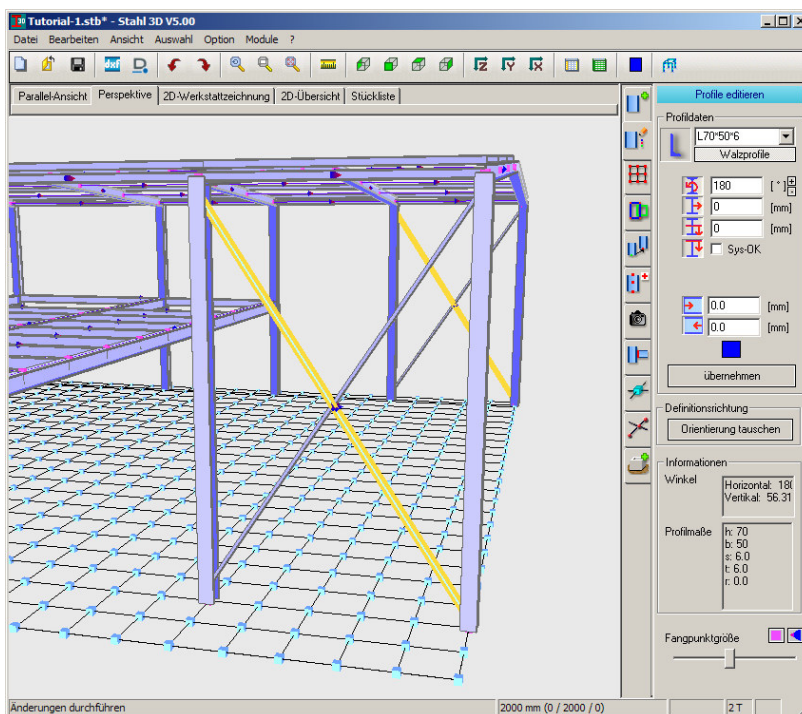 Tutorial-1.stb* - Stahl 3D V5.00
Datei Bearbeiten Ansicht Auswahl Option Module ?
dxf
Parallel-Ansicht Perspektive 2D-Werkstattzeichnung 2D-Übersicht Stückliste
Profile editieren
Profildaten
L70*50*6
Walzprofile
180 [ ° ]
0 [mm]
0 [mm]
Sys-OK
0.0 [mm]
0.0 [mm]
übernehmen
Definitionsrichtung
Orientierung tauschen
Informationen
Winkel
Horizontal: 180
Vertikal: 56.31
Profilmaße
h: 70
b: 50
s: 6.0
t: 6.0
r: 0.0
Fangpunktgröße
Änderungen durchführen 2000 mm (0 / 2000 / 0) 2 T